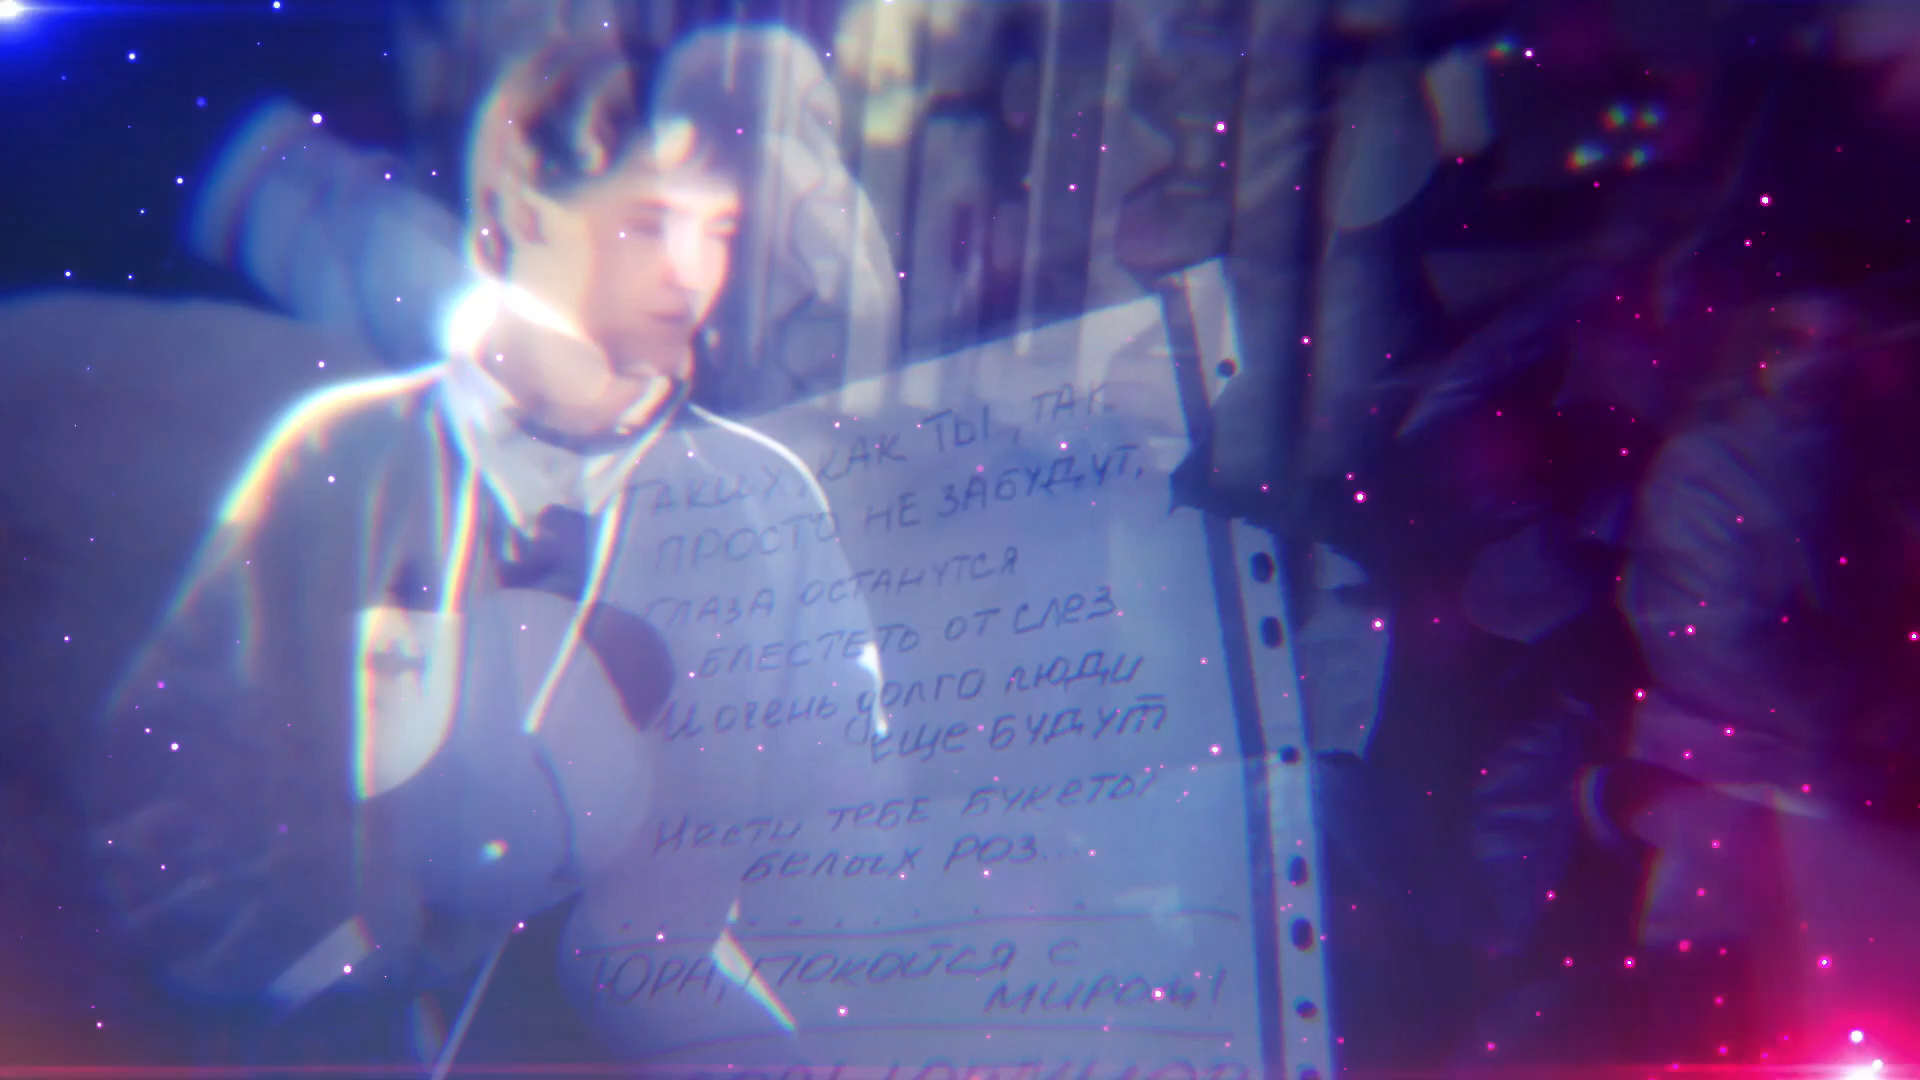 Таких, как ты, так
просто не забудут,
Глаза останутся
блестеть от слез
И очень долго люди
еще будут
Нести тебе букеты
белых роз...
Юра, покойся с
миром!